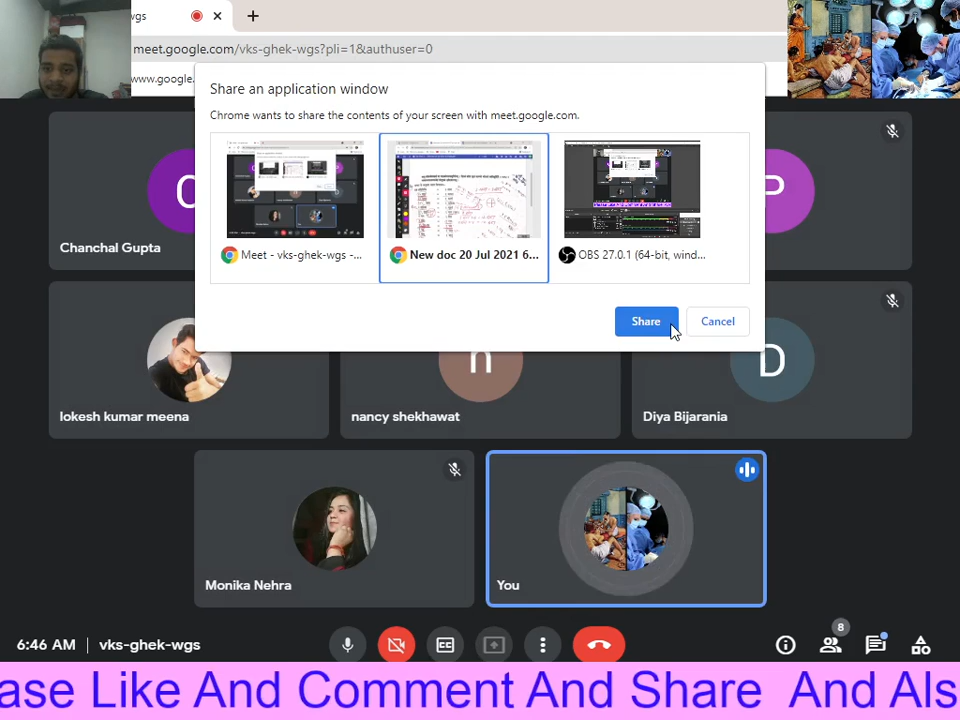 -wgs
meet.google.com/vks-ghek-wgs?pli=1&authuser=0
www.google.
Share an application window
Chrome wants to share the contents of your screen with meet.google.com.
Meet - vks-ghek-wgs -...
New doc 20 Jul 2021 6...
OBS 27.0.1 (64-bit, wind...
Share
Cancel
C
P
Chanchal Gupta
n
D
lokesh kumar meena
nancy shekhawat
Diya Bijarania
Monika Nehra
You
6:46 AM | vks-ghek-wgs
8
ase Like And Comment And Share And Als